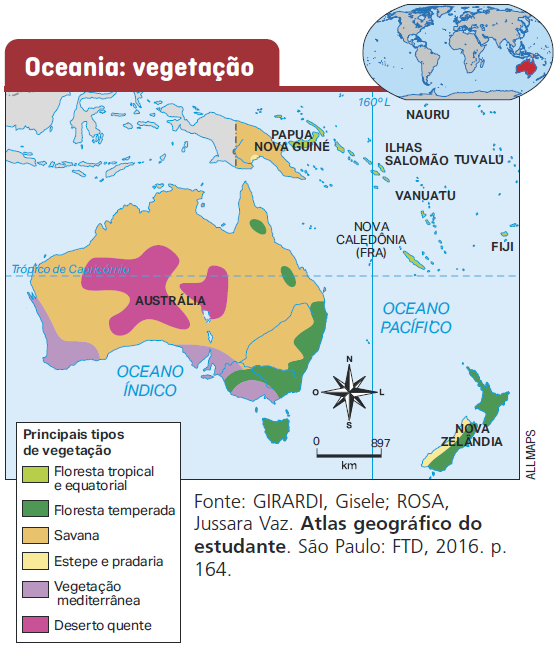 Oceania: vegetação
160º L
NAURU
PAPUA
NOVA GUINÉ
ILHAS
SALOMÃO
TUVALU
VANUATU
NOVA
CALEDÔNIA
(FRA)
FIJI
Trópico de Capricórnio
AUSTRÁLIA
OCEANO
PACÍFICO
OCEANO
ÍNDICO
N
O
L
S
0
897
km
NOVA
ZELANDIA
ALLMAPS
Principais tipos
de vegetação
Floresta tropical
e equatorial
Floresta temperada
Savana
Estepe e pradaria
Vegetação
mediterrânea
Deserto quente
Fonte: GIRARDI, Gisele; ROSA,
Jussara Vaz. Atlas geográfico do
estudante. São Paulo: FTD, 2016. p.
164.